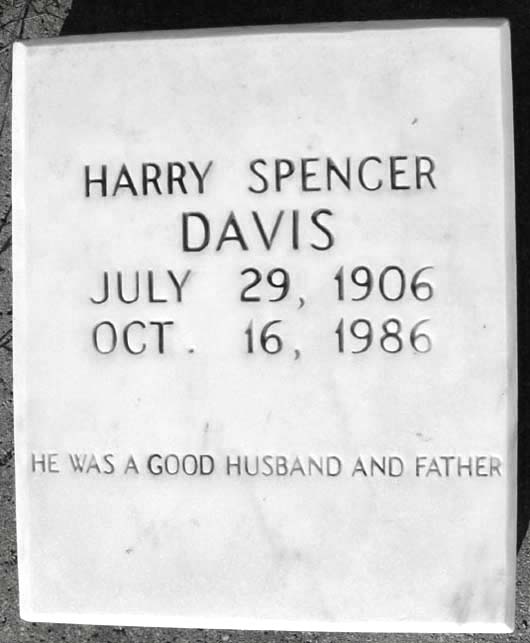 HARRY SPENCER
DAVIS
JULY 29, 1906
OCT. 16, 1986
HE WAS A GOOD HUSBAND AND FATHER